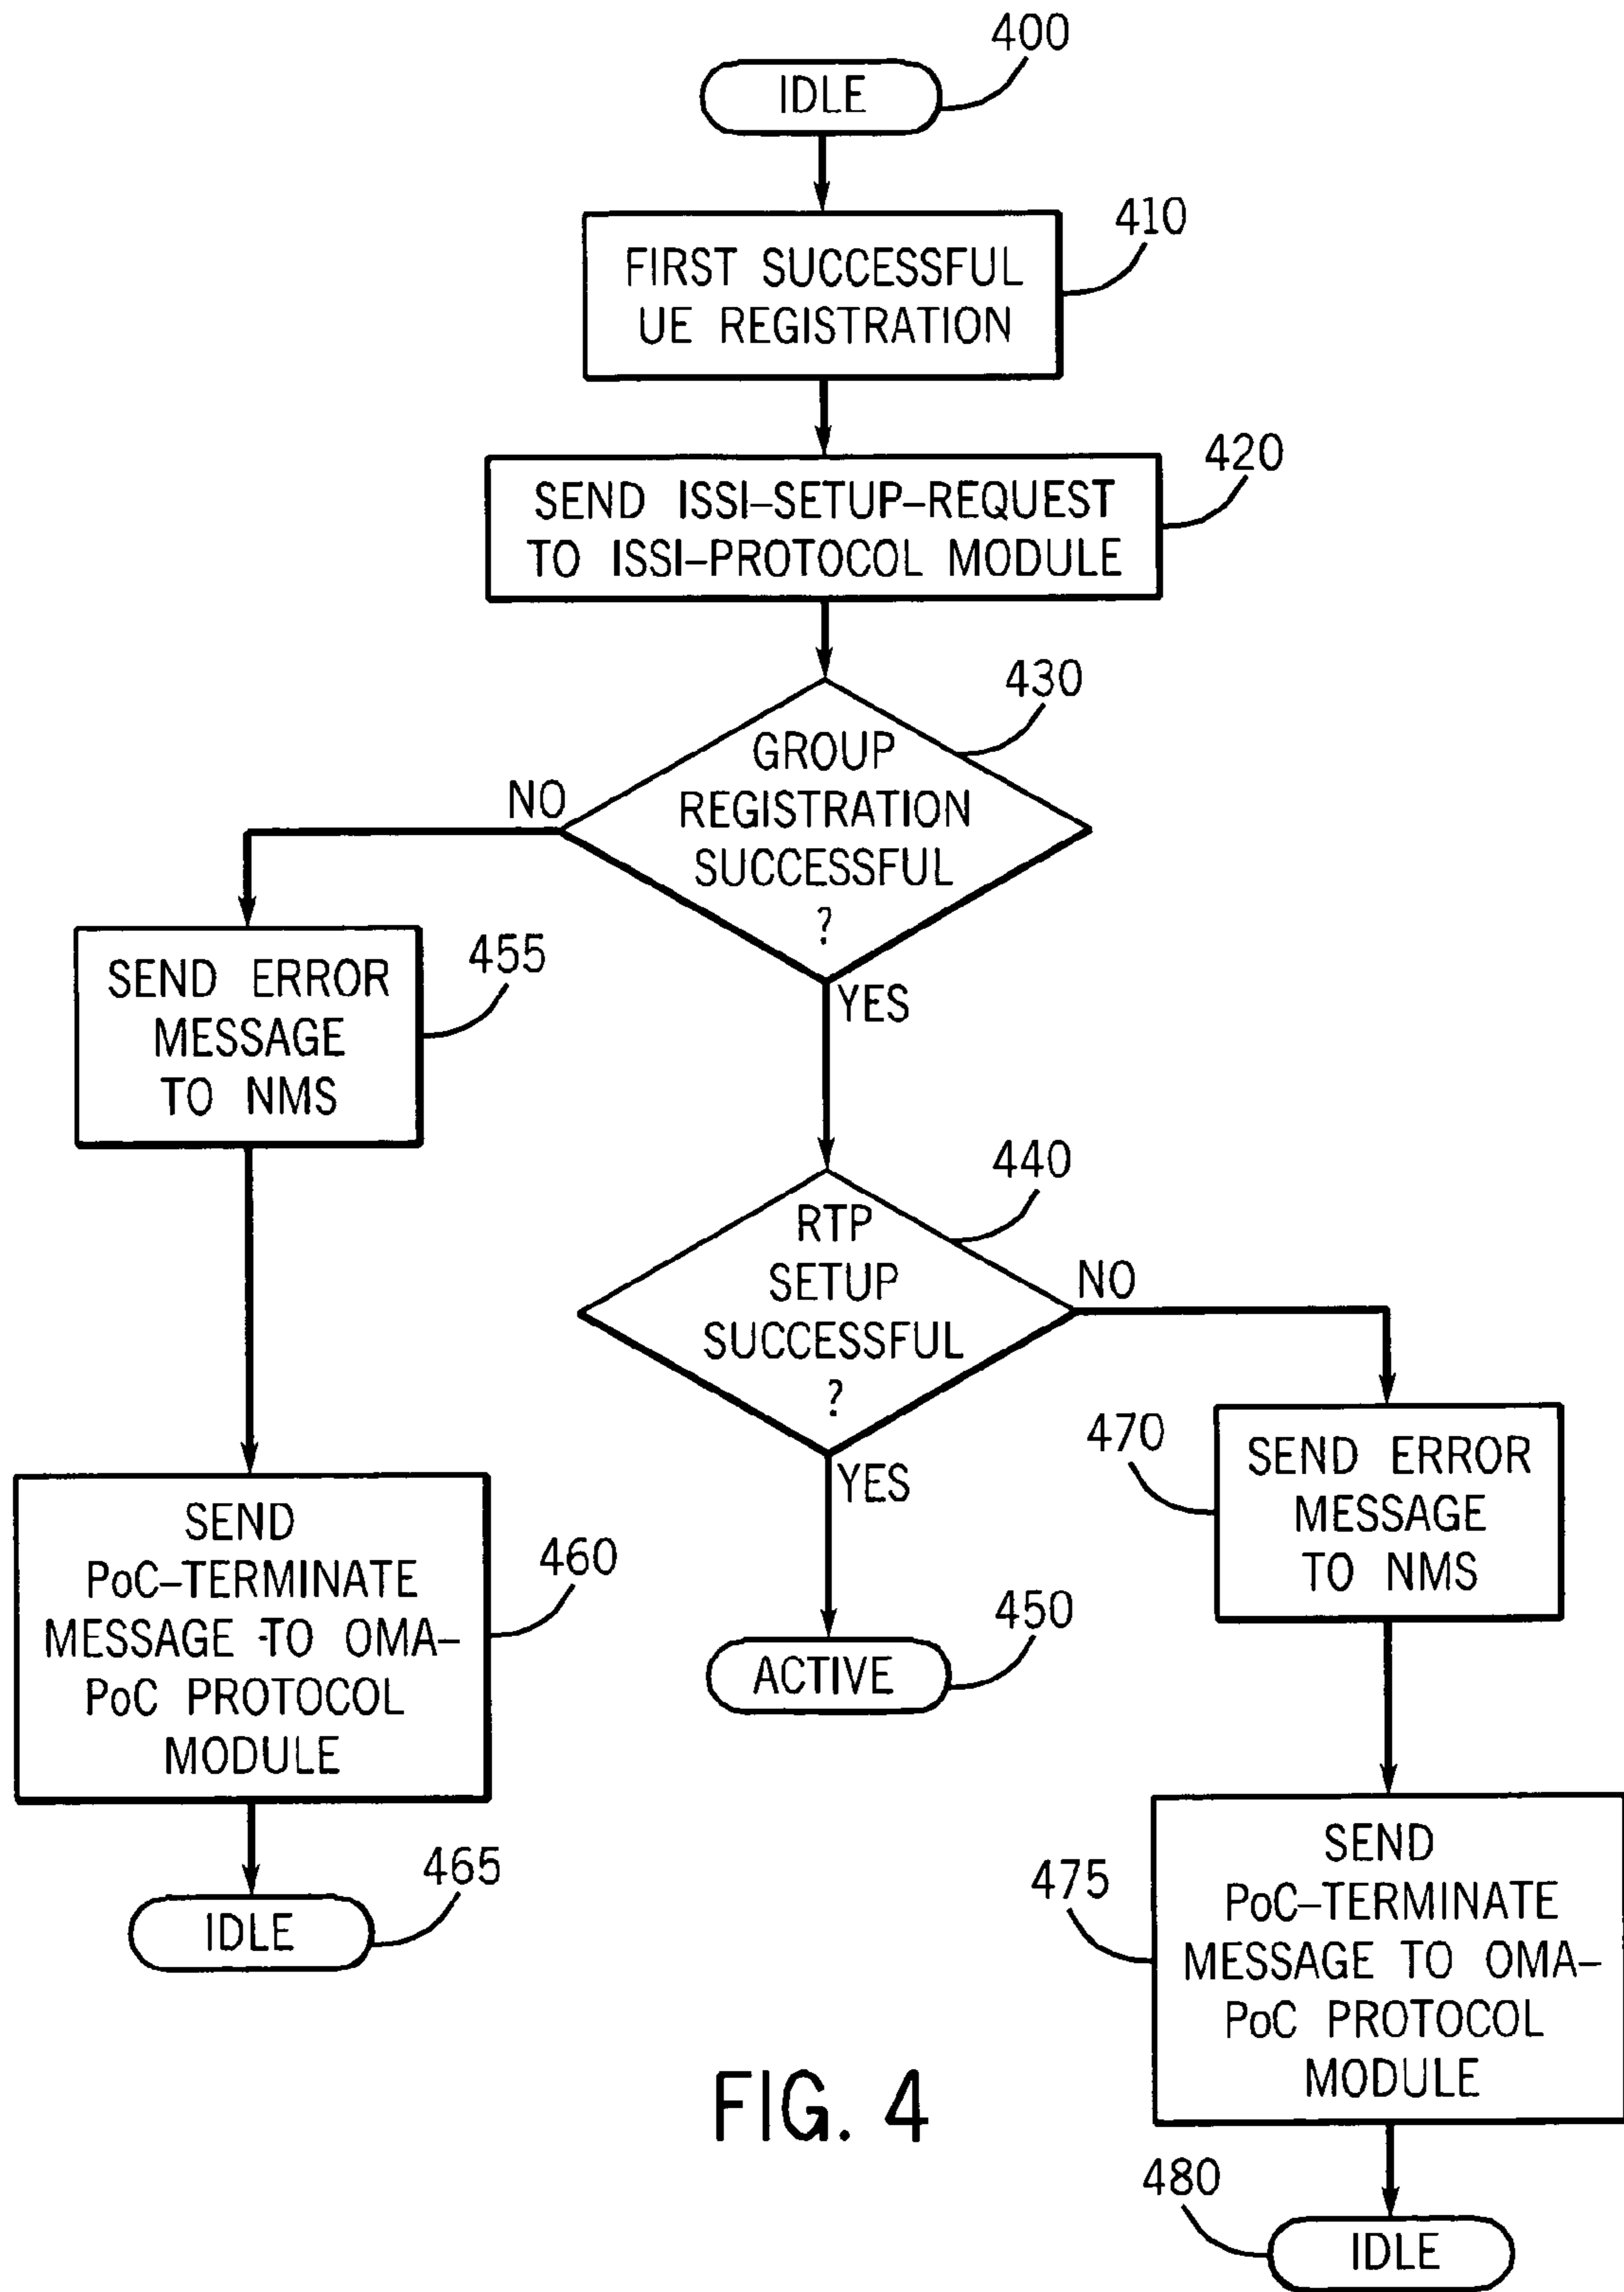 400
IDLE
410
FIRST SUCCESSFUL
UE REGISTRATION
420
SEND ISSI-SETUP-REQUEST
TO ISSI-PROTOCOL MODULE
430
GROUP
REGISTRATION
SUCCESSFUL
?
NO
YES
455
SEND ERROR
MESSAGE
TO NMS
440
RTP
SETUP
SUCCESSFUL
?
NO
YES
470
SEND ERROR
MESSAGE
TO NMS
460
SEND
PoC-TERMINATE
MESSAGE TO OMA-
PoC PROTOCOL
MODULE
450
ACTIVE
465
IDLE
475
SEND
PoC-TERMINATE
MESSAGE TO OMA-
PoC PROTOCOL
MODULE
480
IDLE
FIG. 4